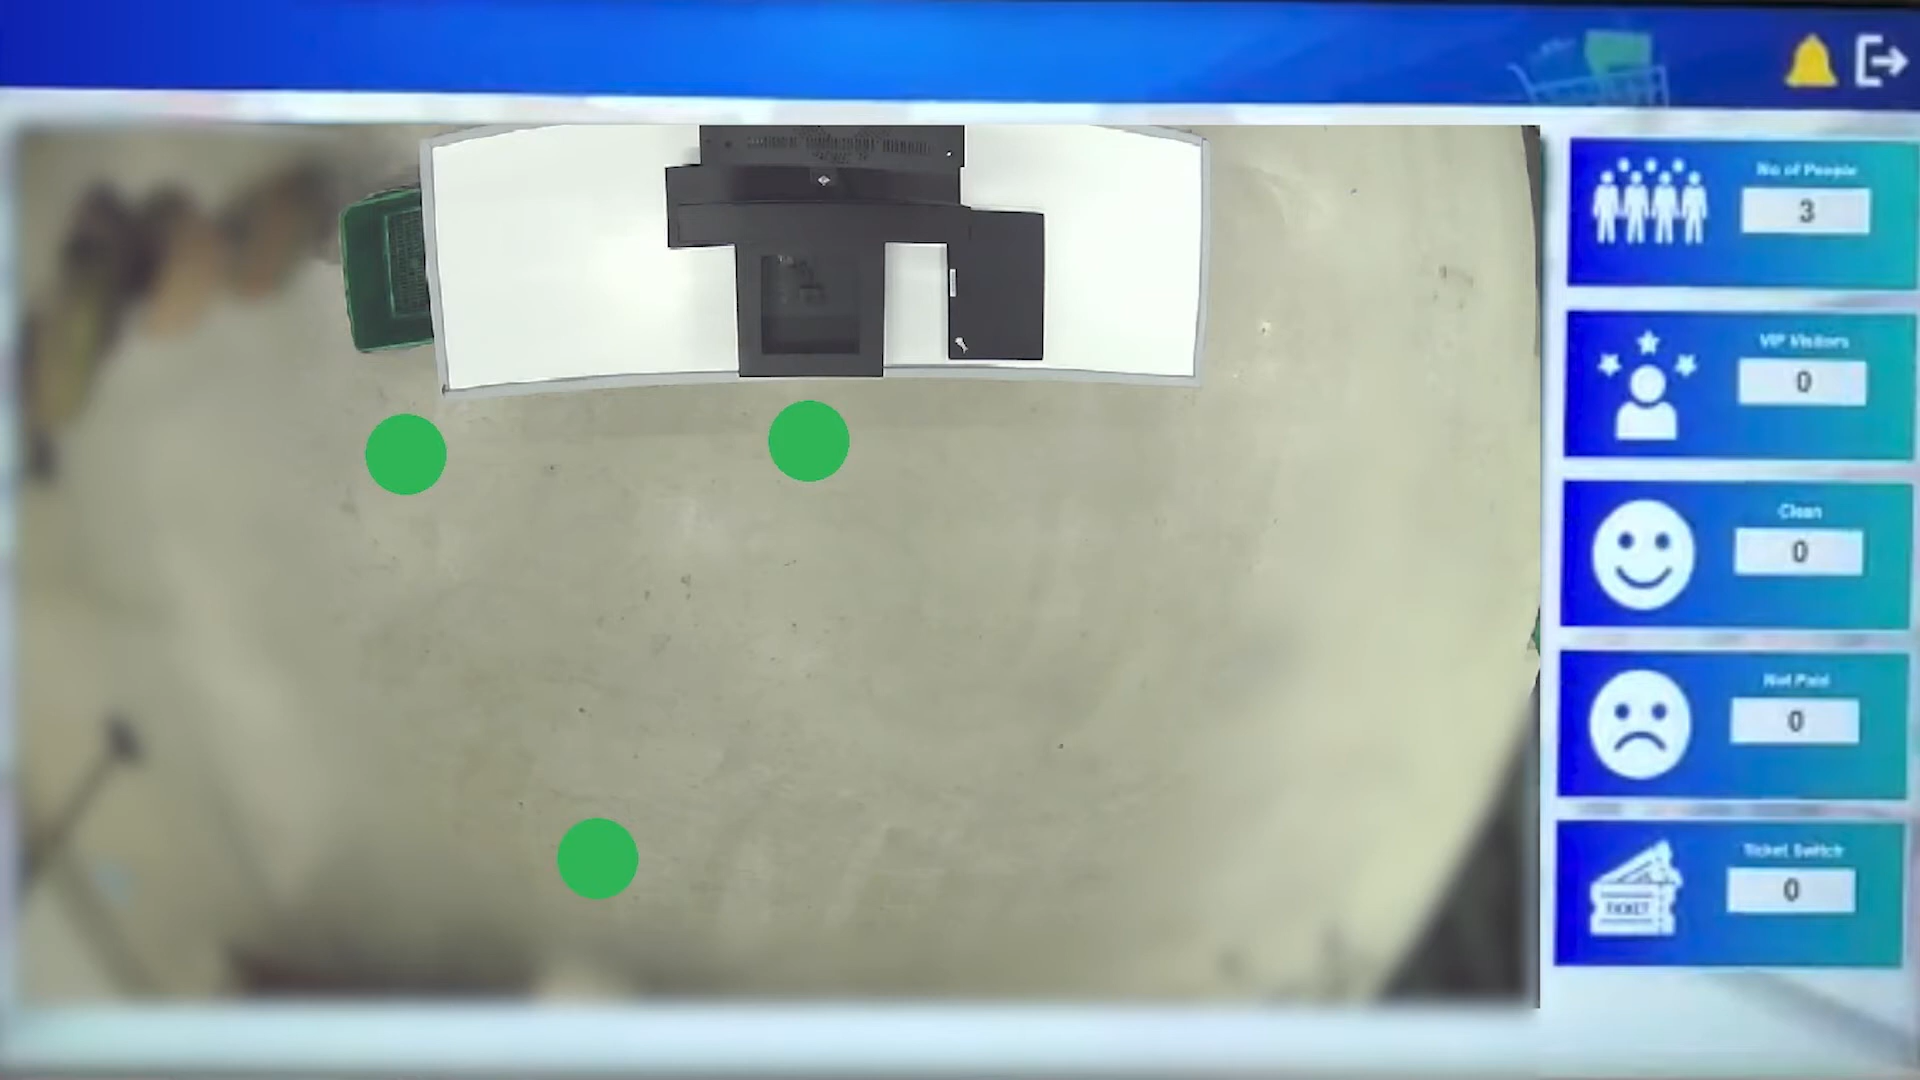 No of People
3
VIP Visitors
0
Clean
0
Not Paid
0
Ticket Switch
0
TICKET